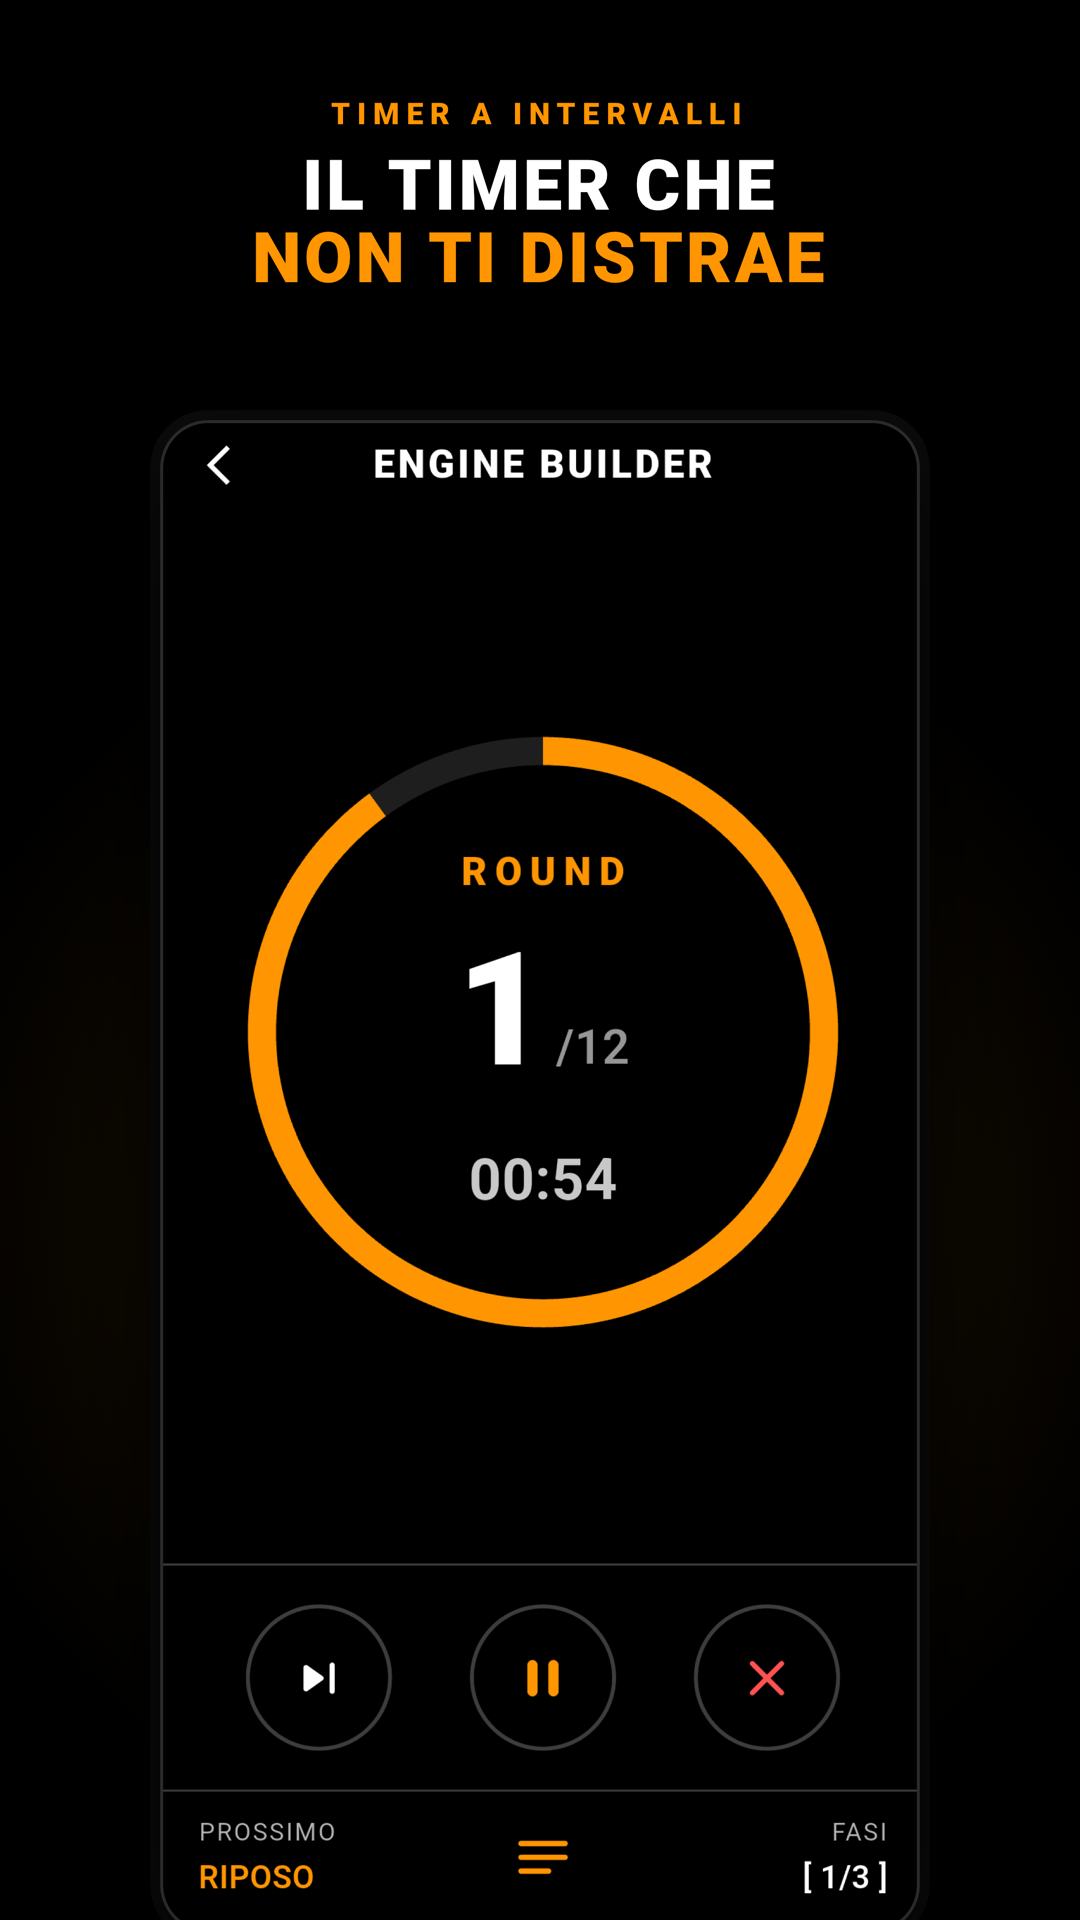 TIMER A INTERVALLI
IL TIMER CHE
NON TI DISTRAE
ENGINE BUILDER
ROUND
1 /12
00:54
PROSSIMO
RIPOSO
FASI
[ 1/3 ]